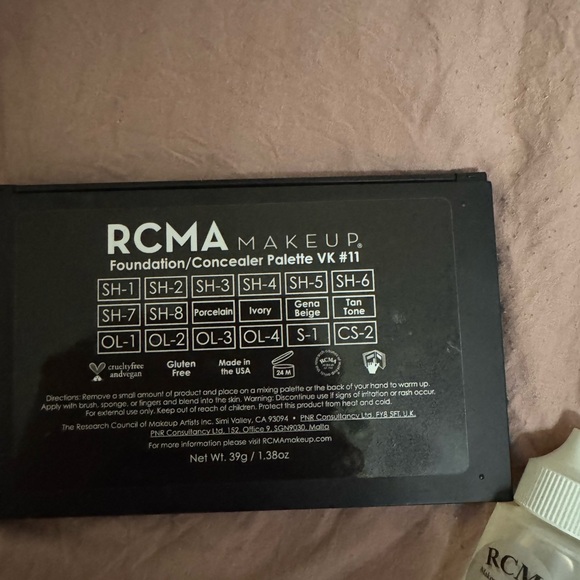 RCMA MAKEUP®
Foundation/Concealer Palette VK #11
SH-1 SH-2 SH-3 SH-4 SH-5 SH-6
SH-7 SH-8 Porcelain Ivory Gena Beige Tan Tone
OL-1 OL-2 OL-3 OL-4 S-1 CS-2
crueltyfree andvegan Gluten Free Made in the USA 24 M RCMA
Directions: Remove a small amount of product and place on a mixing palette or the back of your hand to warm up.
Apply with brush, sponge, or fingers and blend into the skin. Warning: Discontinue use if signs of irritation or rash occur.
For external use only. Keep out of reach of children. Protect this product from heat and cold.
The Research Council of Makeup Artists Inc. Simi Valley, CA 93094 • PNR Consultancy Ltd. FY8 5FT, U.K.
PNR Consultancy Ltd. 152, Office 9, SGN9030, Malta
For more information please visit RCMAmakeup.com
Net Wt. 39g / 1.38oz
RCM